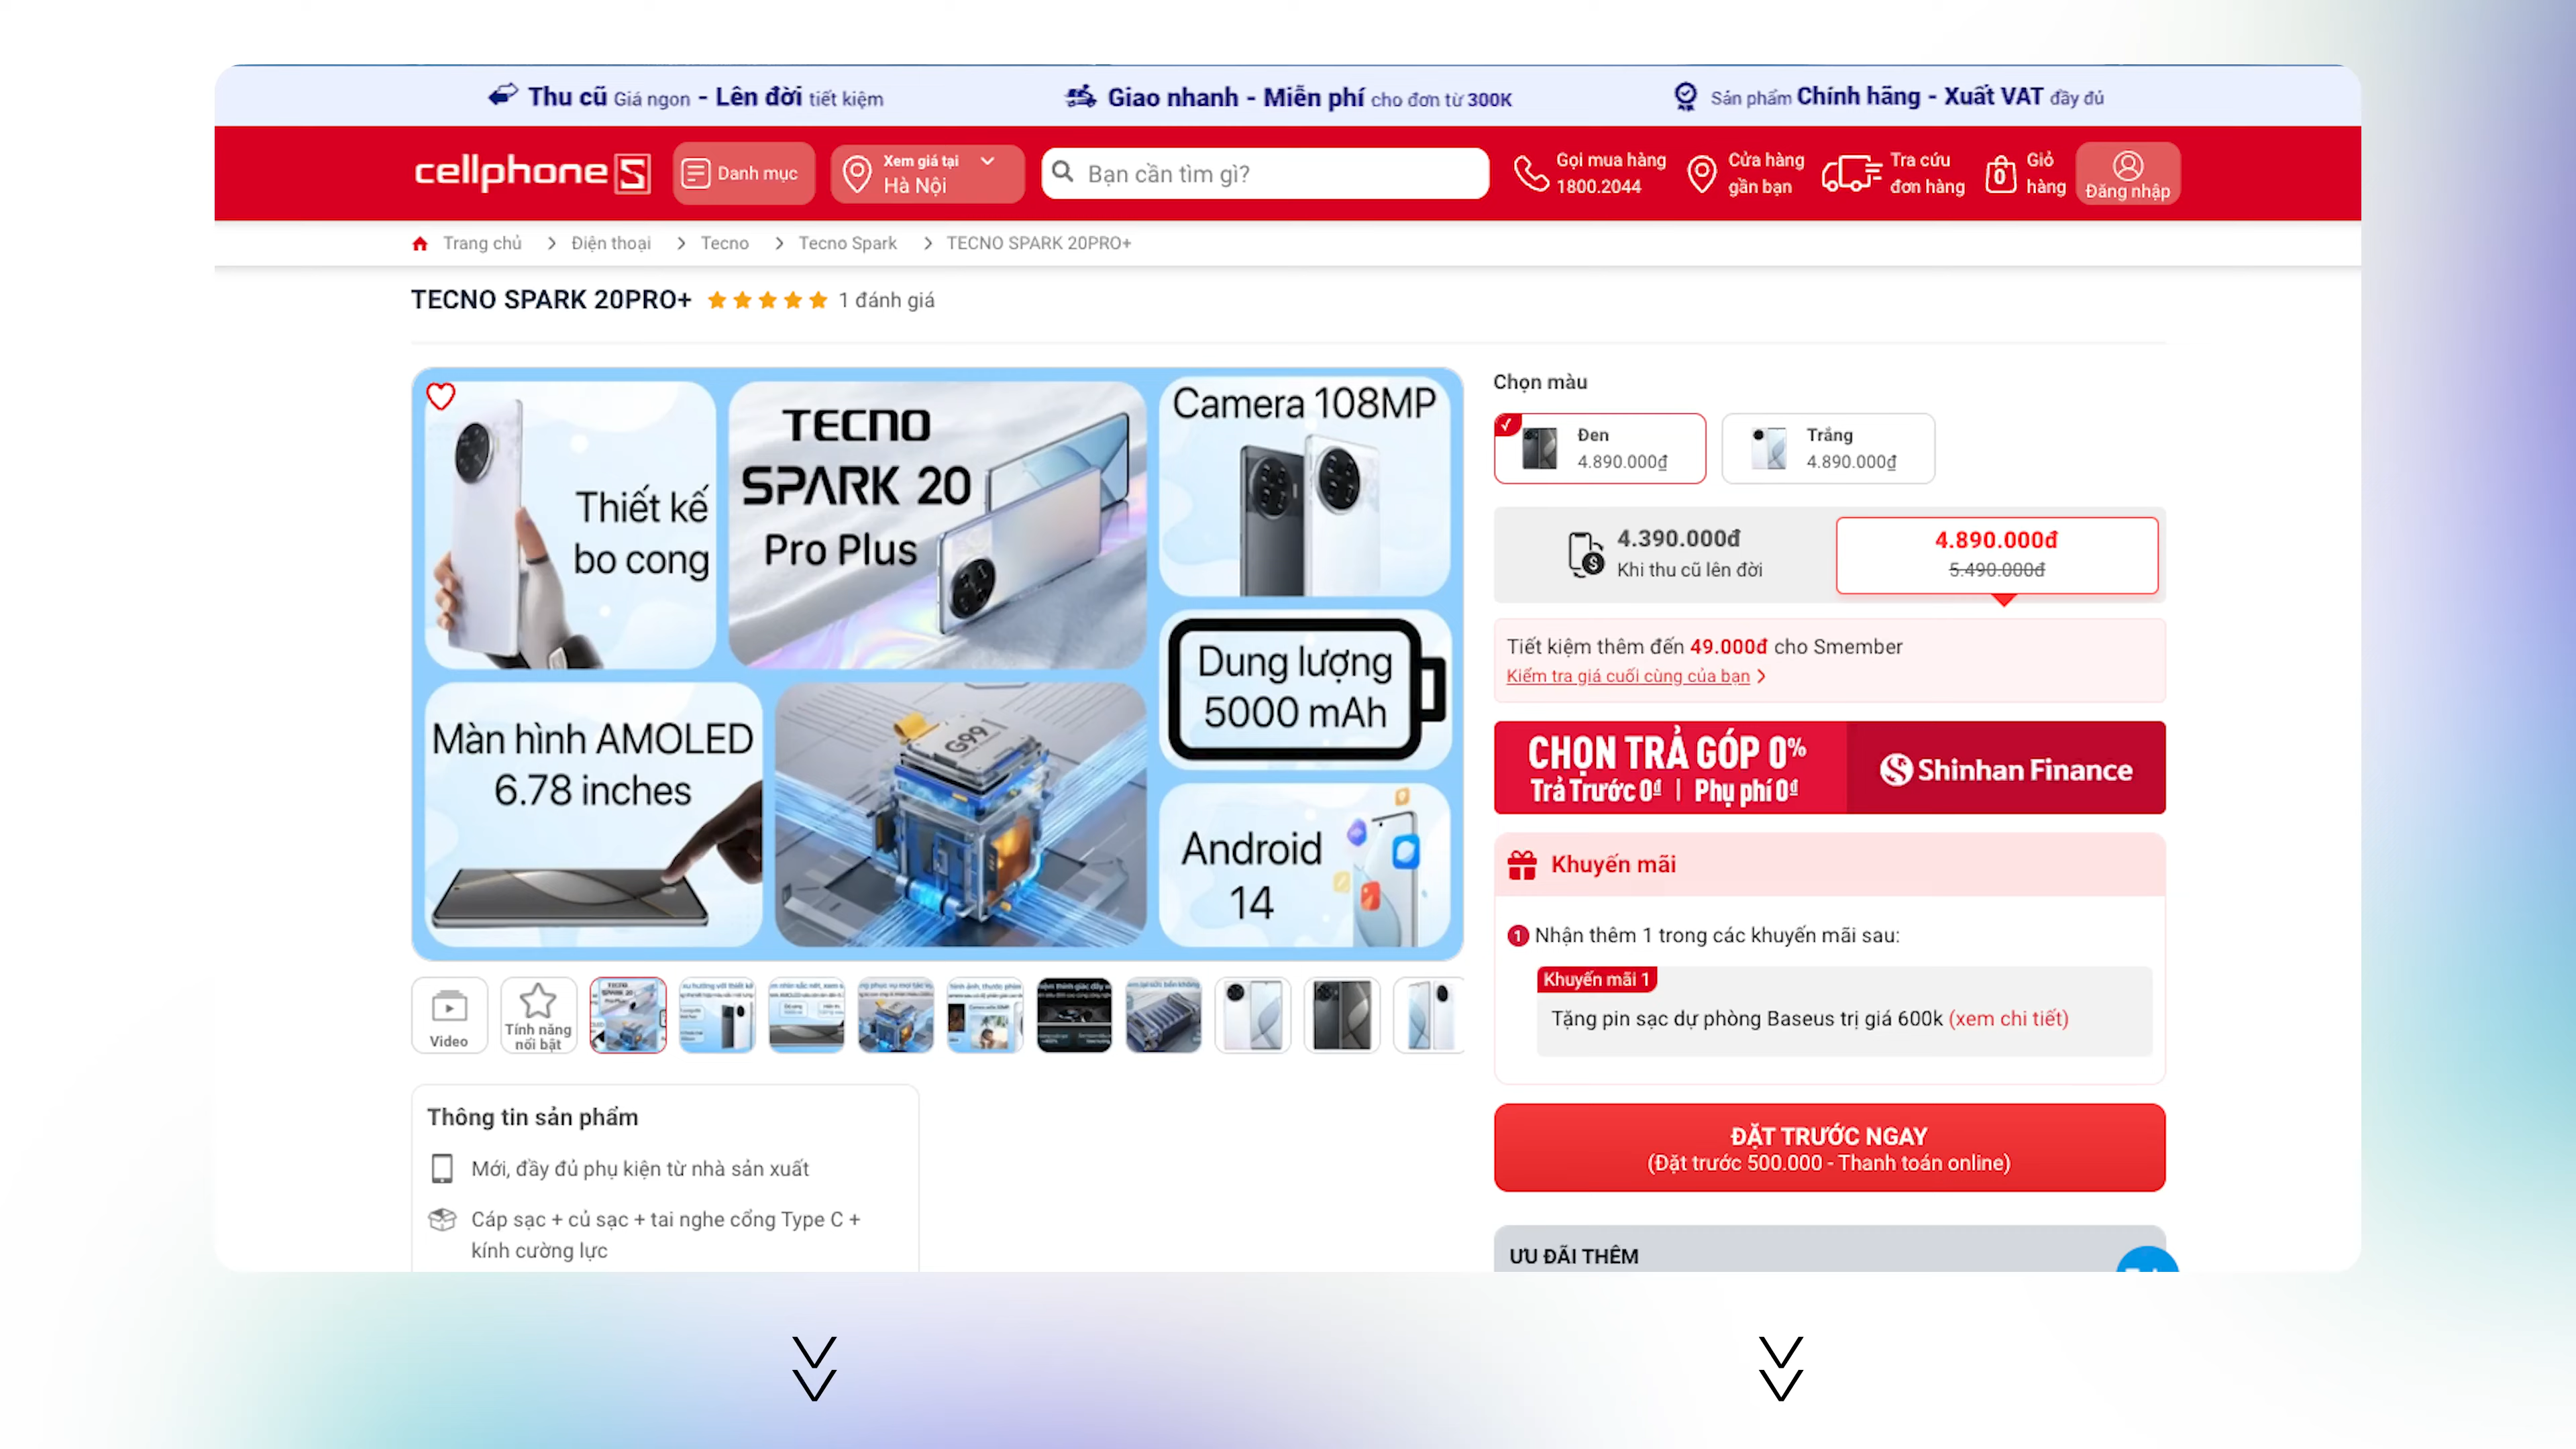 Thu cũ Giá ngon - Lên đời tiết kiệm
Giao nhanh - Miễn phí cho đơn từ 300K
Sản phẩm Chính hãng - Xuất VAT đầy đủ
cellphoneS
Danh mục
Xem giá tại
Hà Nội
Bạn cần tìm gì?
Gọi mua hàng
1800.2044
Cửa hàng
gần bạn
Tra cứu
đơn hàng
0
Giỏ
hàng
Đăng nhập
Trang chủ > Điện thoại > Tecno > Tecno Spark > TECNO SPARK 20PRO+
TECNO SPARK 20PRO+ 1 đánh giá
Thiết kế
bo cong
TECNO
SPARK 20
Pro Plus
Camera 108MP
Màn hình AMOLED
6.78 inches
G99
Dung lượng
5000 mAh
Android
14
Video
Tính năng
nổi bật
Thông tin sản phẩm
Mới, đầy đủ phụ kiện từ nhà sản xuất
Cáp sạc + củ sạc + tai nghe cổng Type C +
kính cường lực
Chọn màu
Đen
4.890.000₫
Trắng
4.890.000₫
4.390.000đ
Khi thu cũ lên đời
4.890.000đ
5.490.000đ
Tiết kiệm thêm đến 49.000đ cho Smember
Kiểm tra giá cuối cùng của bạn >
CHỌN TRẢ GÓP 0%
Trả Trước 0₫ | Phụ phí 0₫
Shinhan Finance
Khuyến mãi
1 Nhận thêm 1 trong các khuyến mãi sau:
Khuyến mãi 1
Tặng pin sạc dự phòng Baseus trị giá 600k (xem chi tiết)
ĐẶT TRƯỚC NGAY
(Đặt trước 500.000 - Thanh toán online)
ƯU ĐÃI THÊM